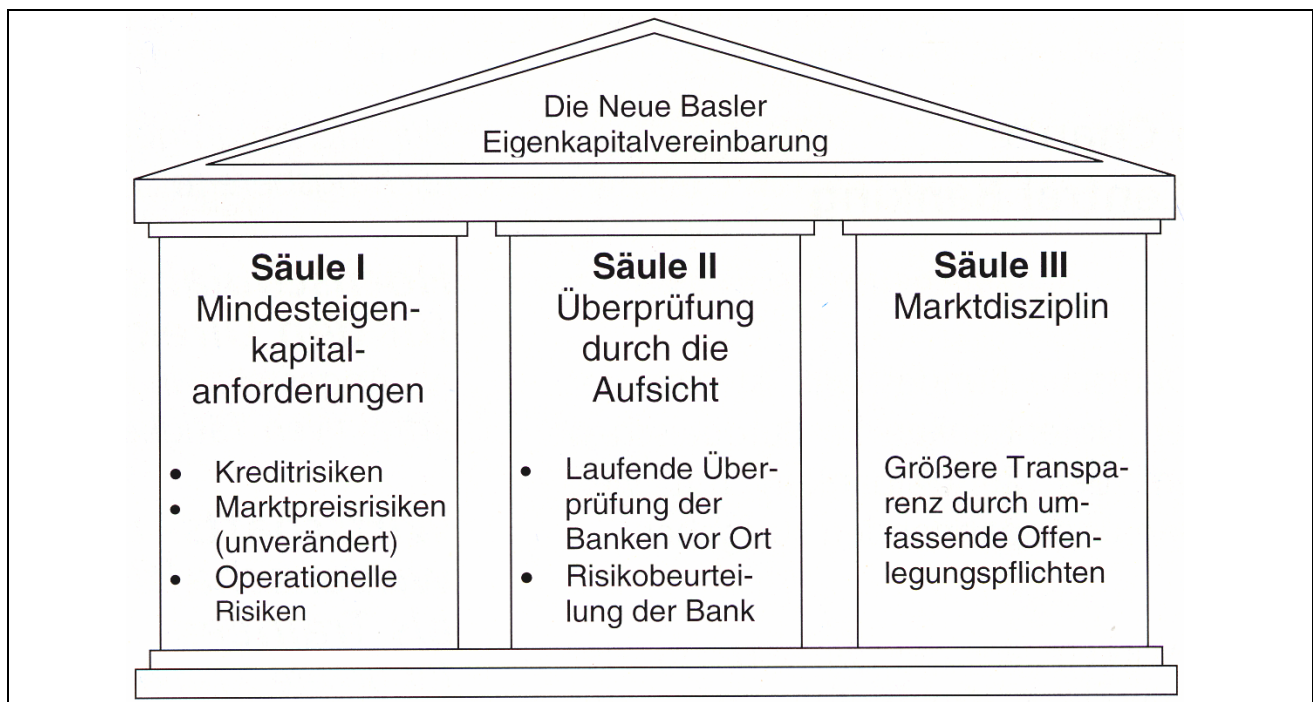 Die Neue Basler
Eigenkapitalvereinbarung
Säule I
Mindesteigen-
kapital-
anforderungen
• Kreditrisiken
• Marktpreisrisiken
(unverändert)
• Operationelle
Risiken
Säule II
Überprüfung
durch die
Aufsicht
• Laufende Über-
prüfung der
Banken vor Ort
• Risikobeurtei-
lung der Bank
Säule III
Marktdisziplin
Größere Transpa-
renz durch um-
fassende Offen-
legungspflichten